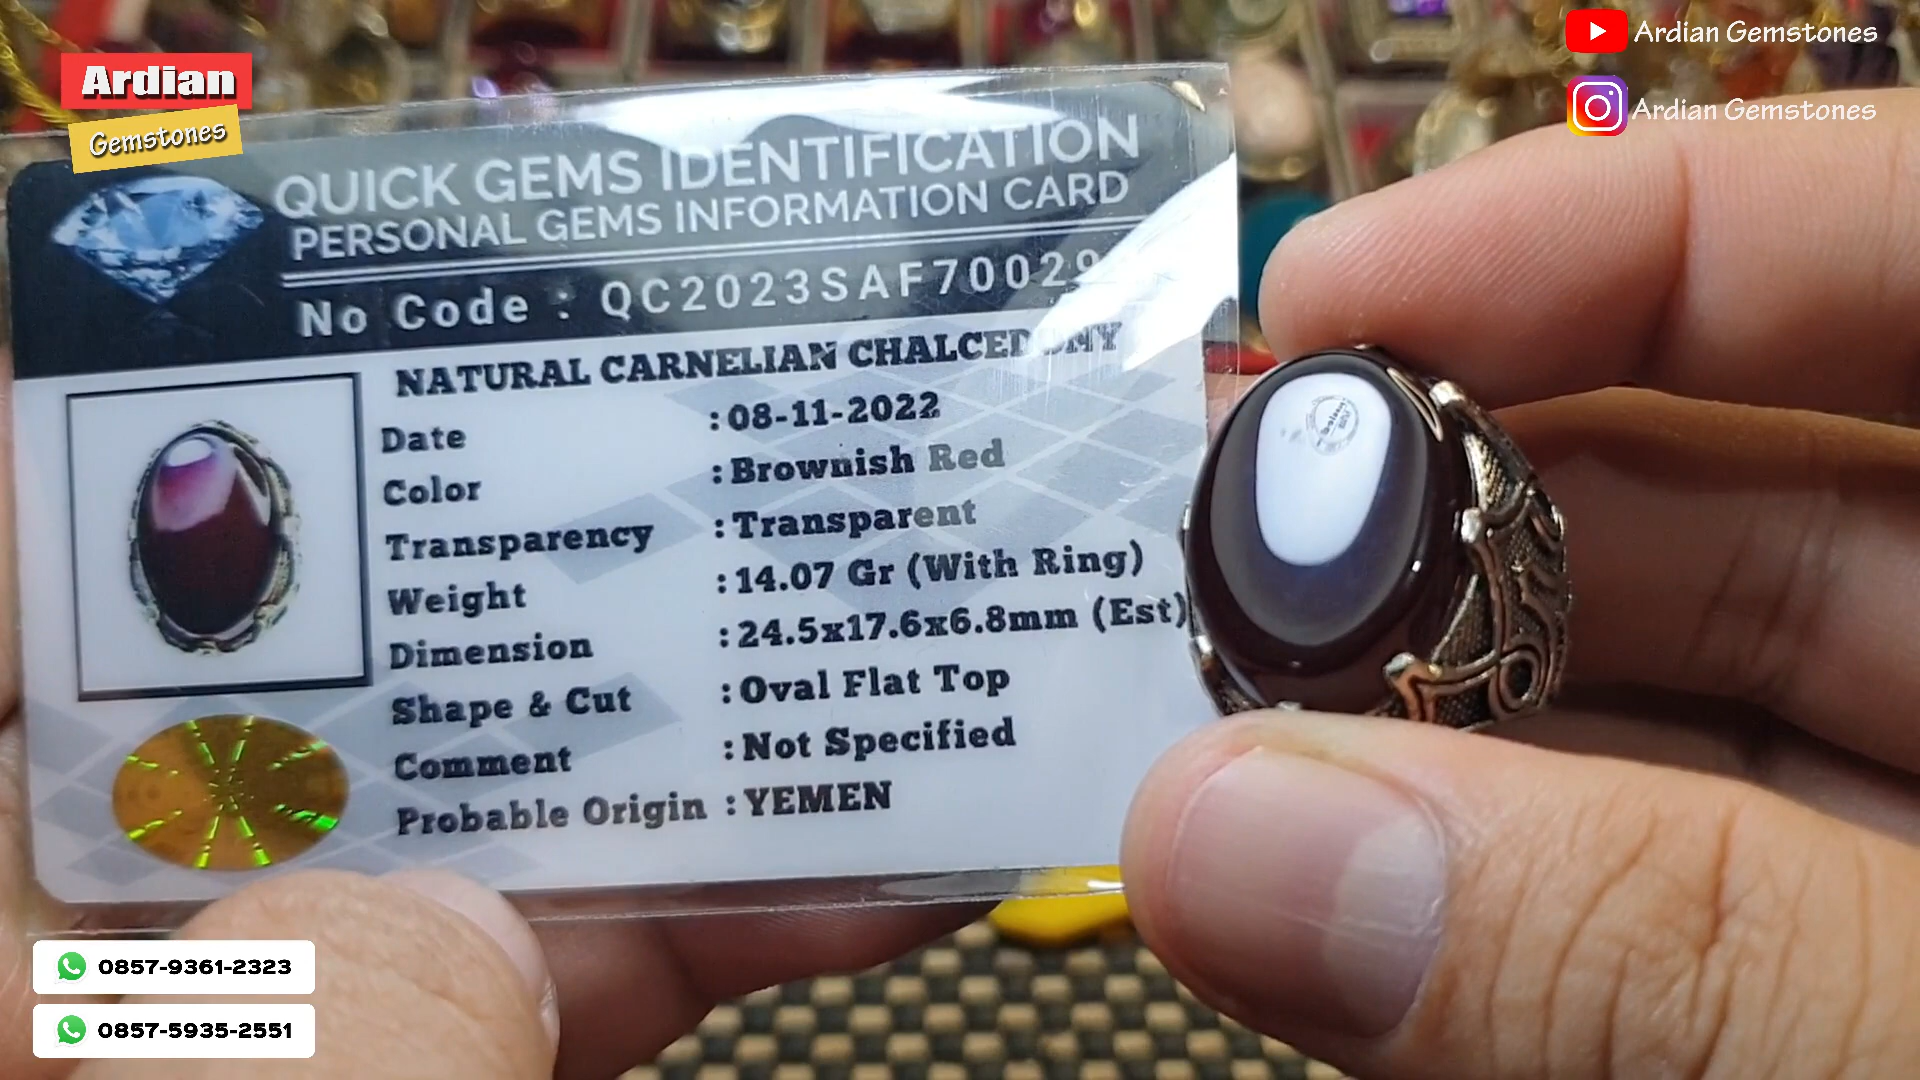 Ardian
Gemstones
Ardian Gemstones
Ardian Gemstones
QUICK GEMS IDENTIFICATION
PERSONAL GEMS INFORMATION CARD
No Code :
NATURAL CARNELIAN CHALCEDONY
Date : 08-11-2022
Color : Brownish Red
Transparency : Transparent
Weight : 14.07 Gr (With Ring)
Dimension : 24.5x17.6x6.8mm (Est)
Shape & Cut : Oval Flat Top
Comment : Not Specified
Probable Origin : YEMEN
0857-9361-2323
0857-5935-2551